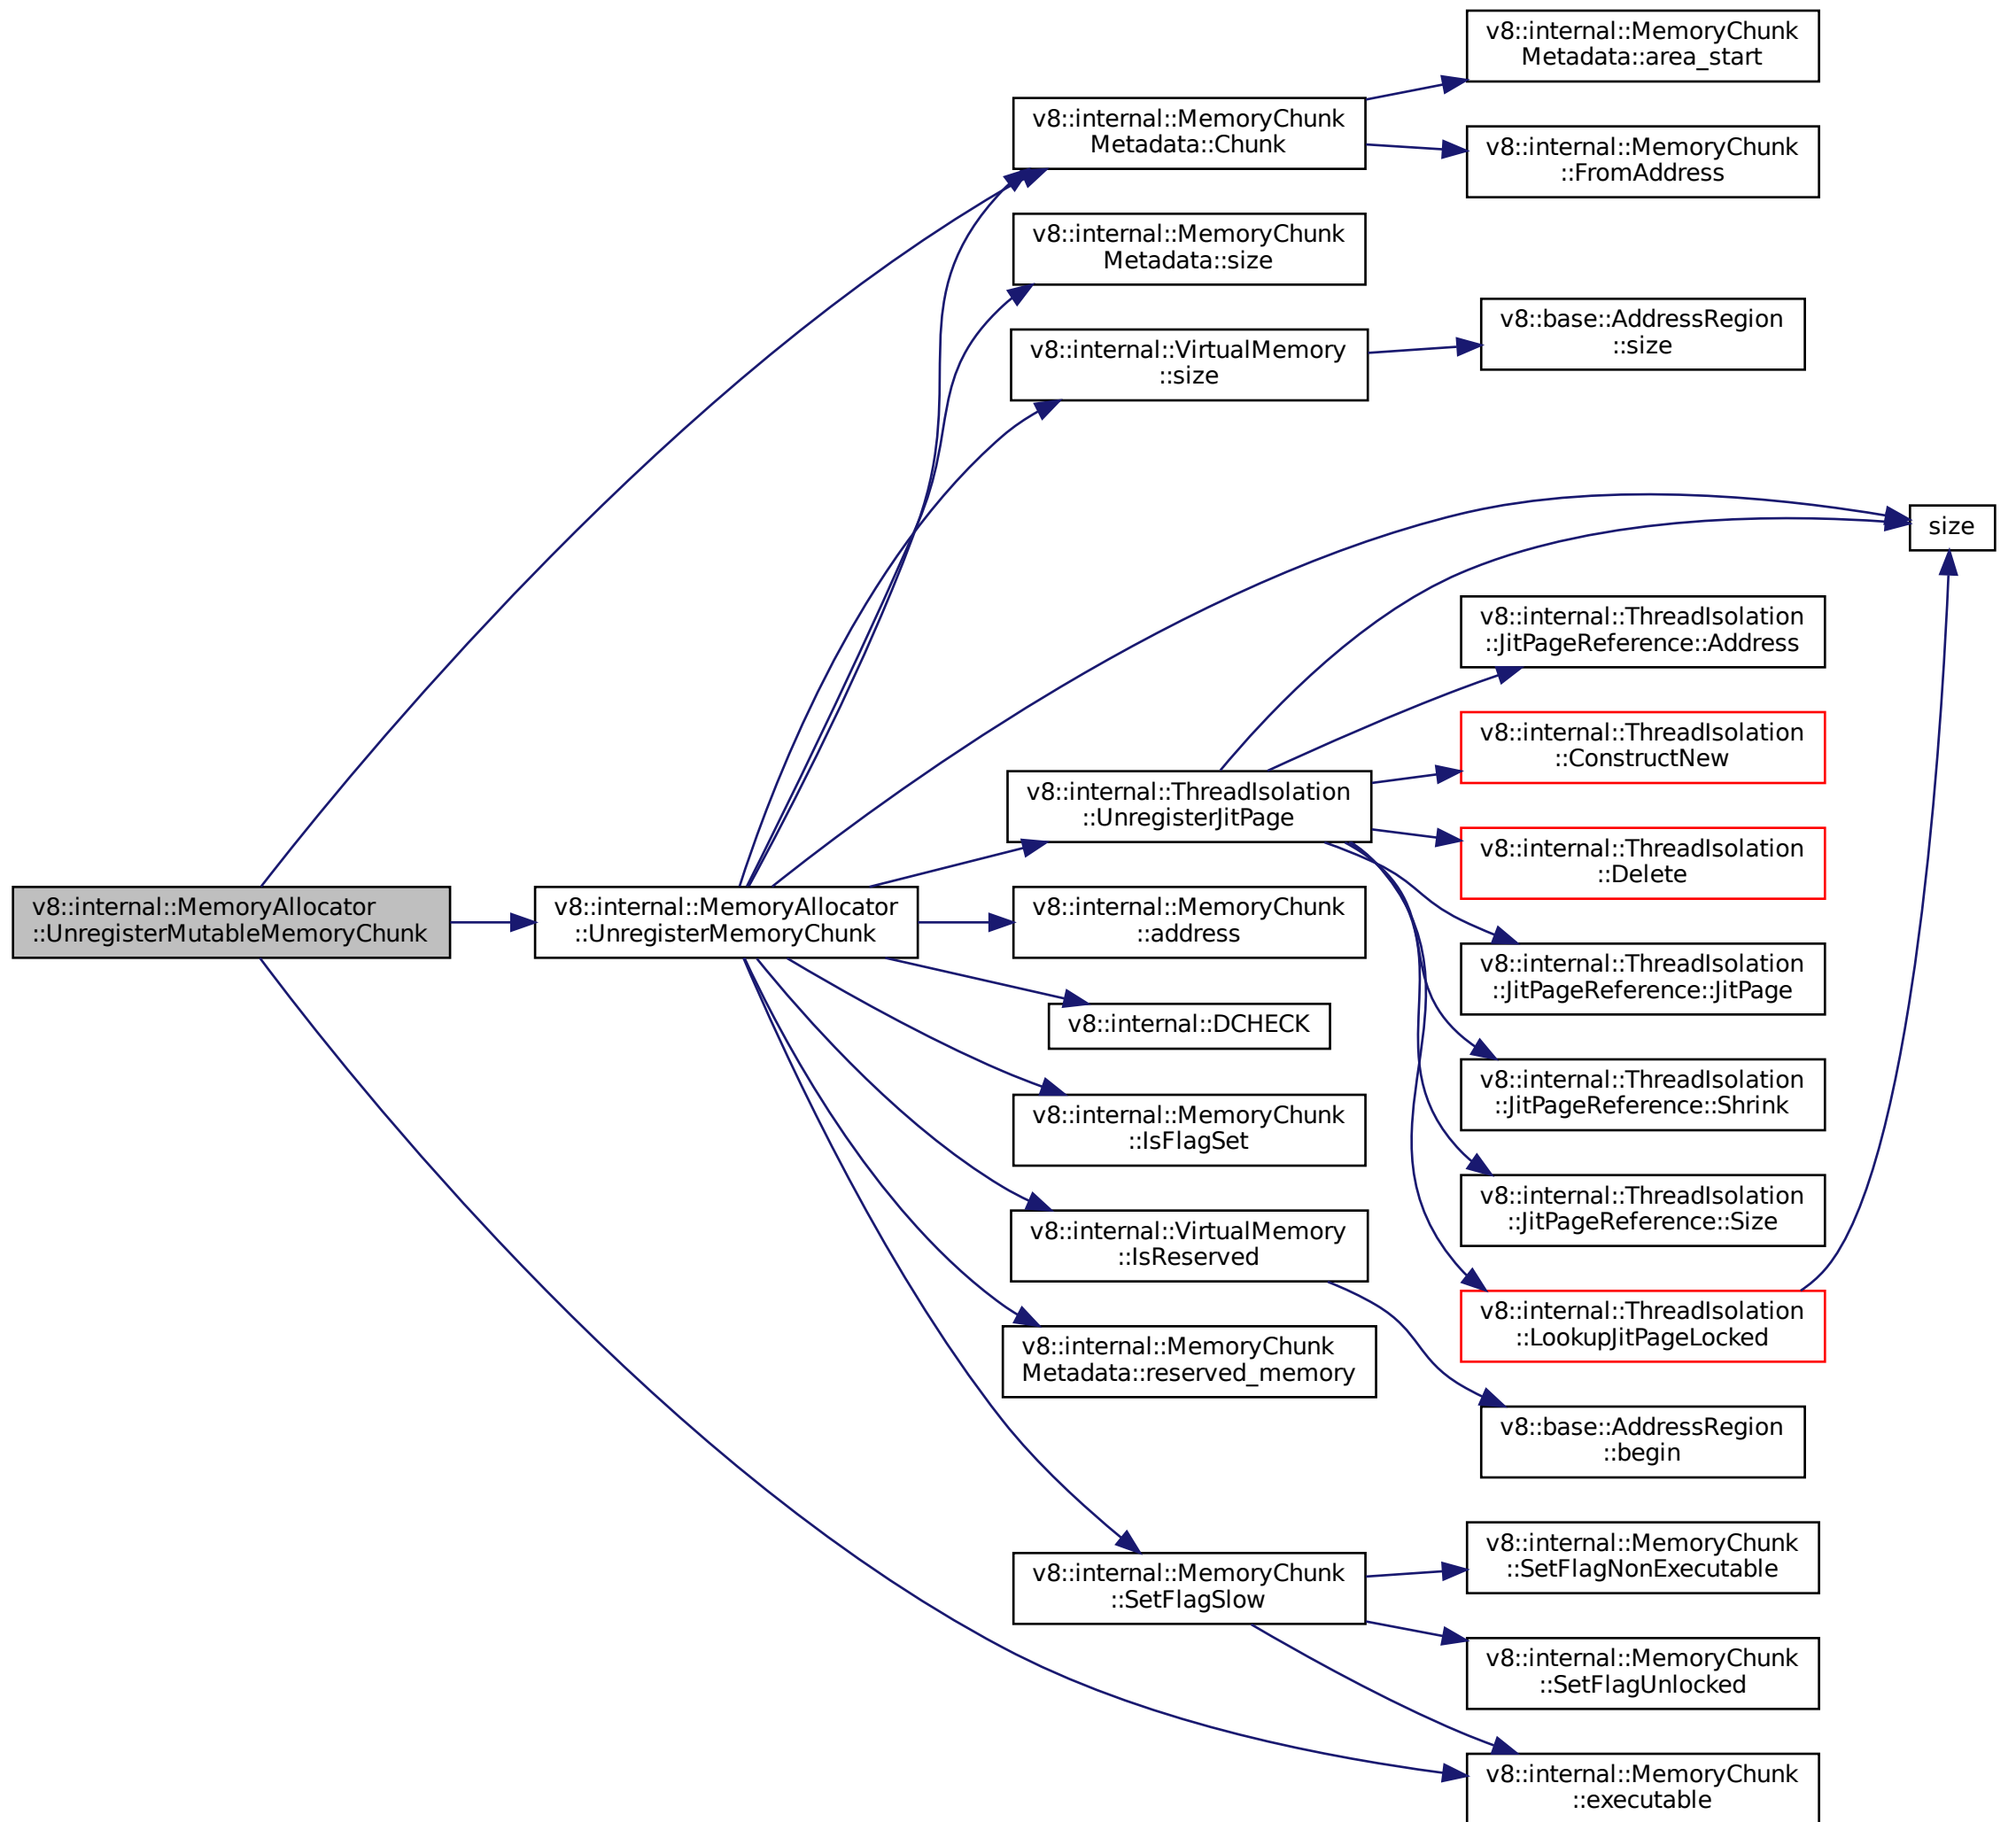 v8::internal::MemoryAllocator
::UnregisterMutableMemoryChunk
v8::internal::MemoryAllocator
::UnregisterMemoryChunk
v8::internal::MemoryChunk
Metadata::Chunk
v8::internal::MemoryChunk
Metadata::size
v8::internal::VirtualMemory
::size
v8::internal::ThreadIsolation
::UnregisterJitPage
v8::internal::MemoryChunk
::address
v8::internal::DCHECK
v8::internal::MemoryChunk
::IsFlagSet
v8::internal::VirtualMemory
::IsReserved
v8::internal::MemoryChunk
Metadata::reserved_memory
v8::internal::MemoryChunk
::SetFlagSlow
v8::internal::MemoryChunk
Metadata::area_start
v8::internal::MemoryChunk
::FromAddress
v8::base::AddressRegion
::size
size
v8::internal::ThreadIsolation
::JitPageReference::Address
v8::internal::ThreadIsolation
::ConstructNew
v8::internal::ThreadIsolation
::Delete
v8::internal::ThreadIsolation
::JitPageReference::JitPage
v8::internal::ThreadIsolation
::JitPageReference::Shrink
v8::internal::ThreadIsolation
::JitPageReference::Size
v8::internal::ThreadIsolation
::LookupJitPageLocked
v8::base::AddressRegion
::begin
v8::internal::MemoryChunk
::SetFlagNonExecutable
v8::internal::MemoryChunk
::SetFlagUnlocked
v8::internal::MemoryChunk
::executable